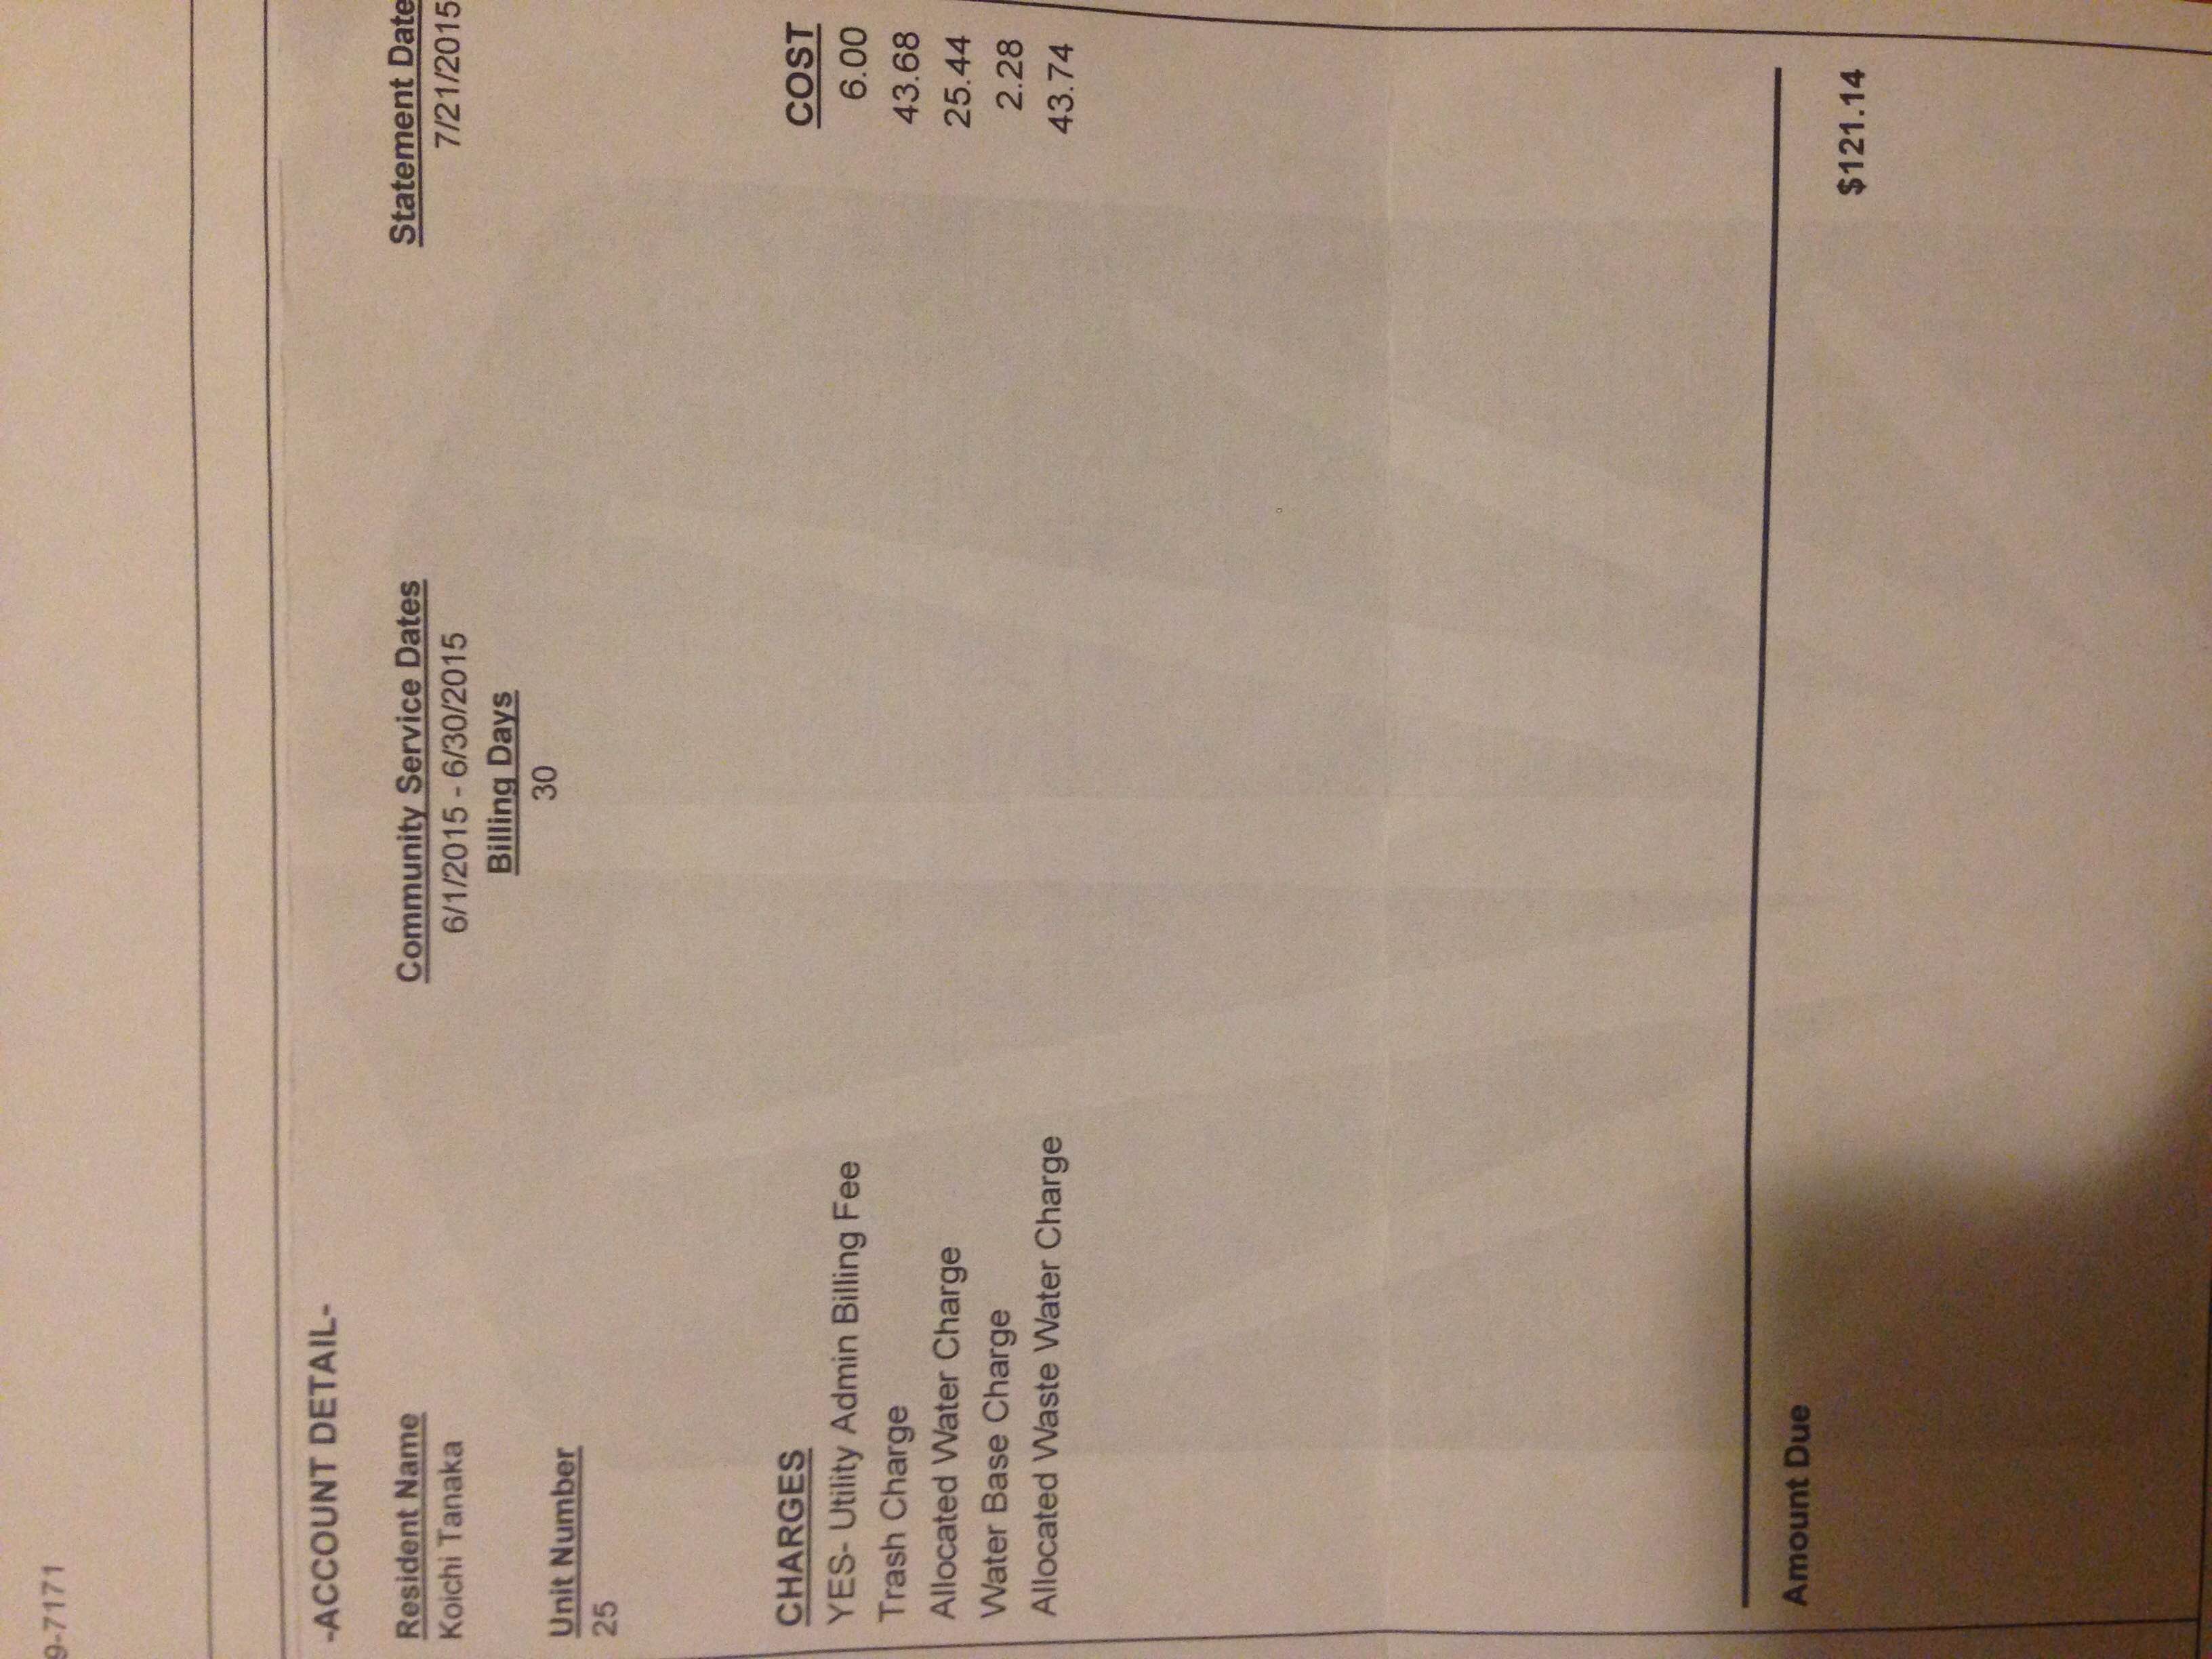 9-7171
-ACCOUNT DETAIL-
Resident Name Community Service Dates Statement Date
Koichi Tanaka 6/1/2015 - 6/30/2015 7/21/2015
Billing Days
30
Unit Number
25
CHARGES COST
YES- Utility Admin Billing Fee 6.00
Trash Charge 43.68
Allocated Water Charge 25.44
Water Base Charge 2.28
Allocated Waste Water Charge 43.74
Amount Due
$121.14